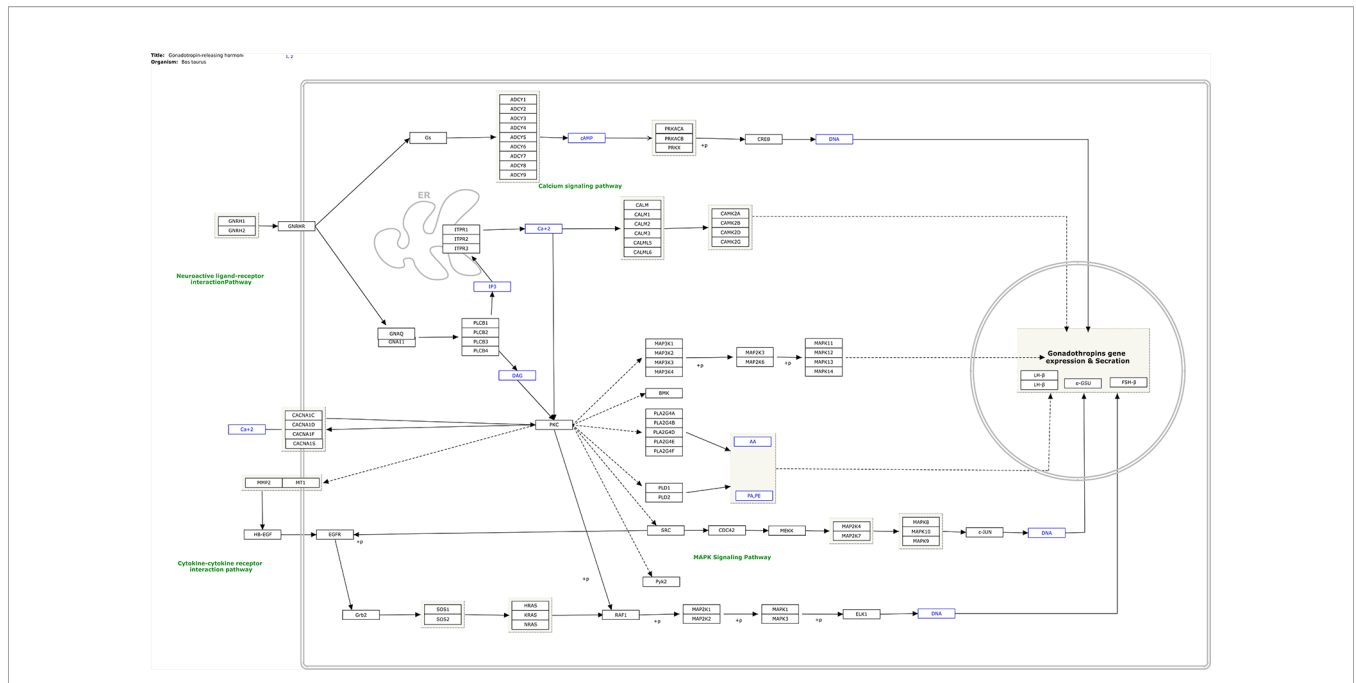 Title: Gonadotropin-releasing hormon- 1, 2
Organism: Bos taurus
ADCY1
ADCY2
ADCY3
ADCY4
ADCY5
ADCY6
ADCY7
ADCY8
ADCY9
Gs
cAMP
PRKACA
PRKACB
PRKX
+p
CREB
DNA
Calcium signaling pathway
ER
GNRH1
GNRH2
GNRHR
ITPR1
ITPR2
ITPR3
Ca+2
CALM
CALM1
CALM2
CALM3
CALML5
CALML6
CAMK2A
CAMK2B
CAMK2D
CAMK2G
Neuroactive ligand-receptor
interactionPathway
IP3
GNAQ
GNA11
PLCB1
PLCB2
PLCB3
PLCB4
DAG
MAP3K1
MAP3K2
MAP3K3
MAP3K4
+p
MAP2K3
MAP2K6
+p
MAPK11
MAPK12
MAPK13
MAPK14
Gonadothropins gene
expression & Secration
LH-β
LH-β
α-GSU
FSH-β
BMK
Ca+2
CACNA1C
CACNA1D
CACNA1F
CACNA1S
PKC
PLA2G4A
PLA2G4B
PLA2G4D
PLA2G4E
PLA2G4F
AA
PA,PE
PLD1
PLD2
MMP2
MT1
HB-EGF
EGFR
+p
SRC
CDC42
MEKK
MAP2K4
MAP2K7
MAPK8
MAPK10
MAPK9
c-JUN
DNA
MAPK Signaling Pathway
Cytokine-cytokine receptor
interaction pathway
Pyk2
+p
Grb2
SOS1
SOS2
HRAS
KRAS
NRAS
RAF1
+p
MAP2K1
MAP2K2
+p
MAPK1
MAPK3
+p
ELK1
DNA